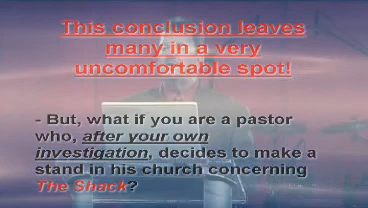 This conclusion leaves
many in a very
uncomfortable spot!
- But, what if you are a pastor
who, after your own
investigation, decides to make a
stand in his church concerning
The Shack?